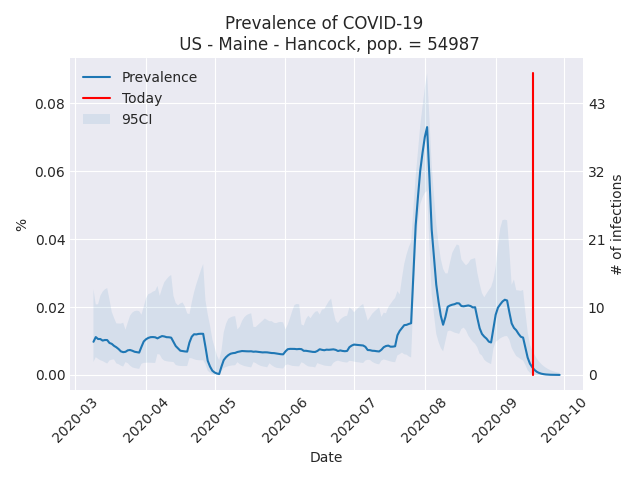 Prevalence of COVID-19
US - Maine - Hancock, pop. = 54987
Prevalence
Today
95CI
0.08
0.06
0.04
0.02
0.00
%
43
32
21
10
0
# of infections
2020-03
2020-04
2020-05
2020-06
2020-07
2020-08
2020-09
2020-10
Date